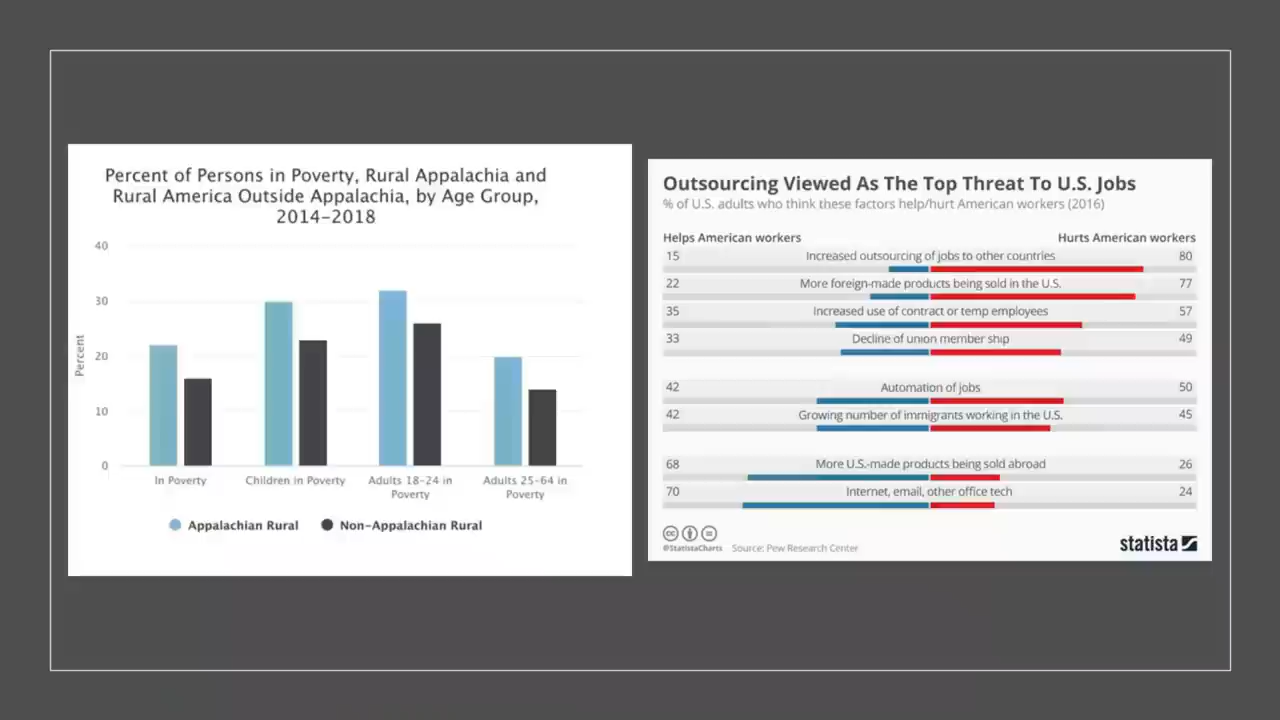 Percent of Persons in Poverty, Rural Appalachia and
Rural America Outside Appalachia, by Age Group,
2014-2018
40
30
20
10
0
Percent
In Poverty
Children in Poverty
Adults 18-24 in
Poverty
Adults 25-64 in
Poverty
Appalachian Rural
Non-Appalachian Rural
Outsourcing Viewed As The Top Threat To U.S. Jobs
% of U.S. adults who think these factors help/hurt American workers (2016)
Helps American workers Hurts American workers
15 Increased outsourcing of jobs to other countries 80
22 More foreign-made products being sold in the U.S. 77
35 Increased use of contract or temp employees 57
33 Decline of union member ship 49
42 Automation of jobs 50
42 Growing number of immigrants working in the U.S. 45
68 More U.S.-made products being sold abroad 26
70 Internet, email, other office tech 24
cc
@StatistaCharts Source: Pew Research Center
statista